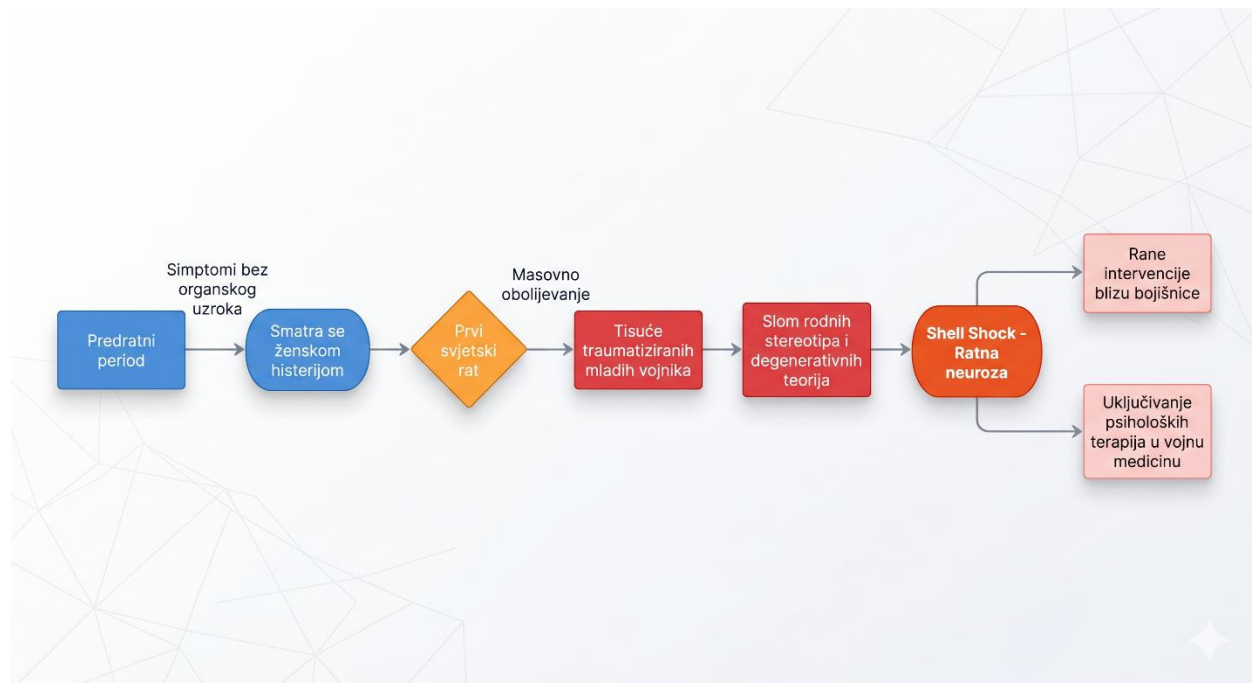 Predratni
period
Simptomi bez
organskog
uzroka
Smatra se
ženskom
histerijom
Prvi
svjetski
rat
Masovno
obolijevanje
Tisuće
traumatiziranih
mladih vojnika
Slom rodnih
stereotipa i
degenerativnih
teorija
Shell Shock -
Ratna
neuroza
Rane
intervencije
blizu bojišnice
Uključivanje
psiholoških
terapija u vojnu
medicinu